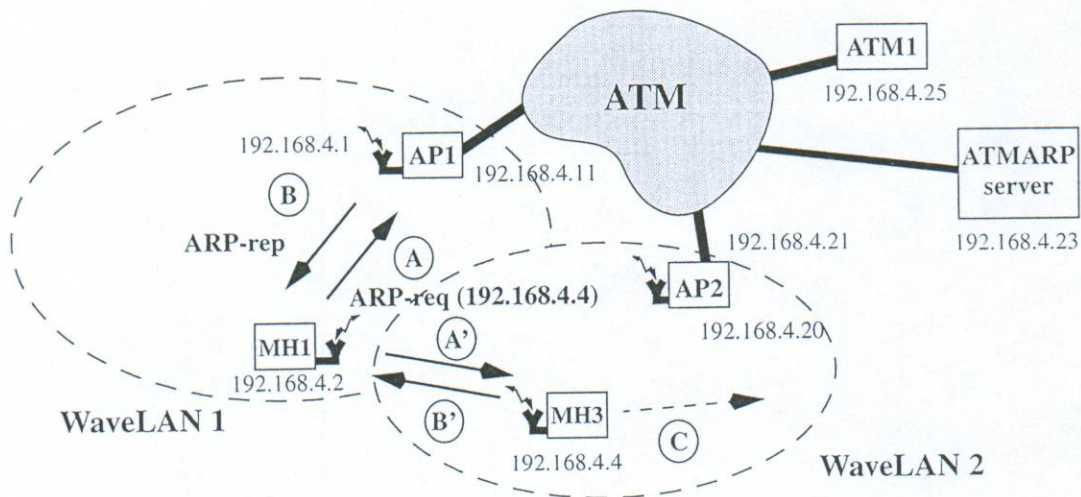 ATM1
192.168.4.25
ATM
192.168.4.1
AP1
192.168.4.11
ATMARP
server
192.168.4.23
B
ARP-rep
A
192.168.4.21
AP2
192.168.4.20
ARP-req (192.168.4.4)
MH1
192.168.4.2
A'
B'
MH3
192.168.4.4
C
WaveLAN 1
WaveLAN 2